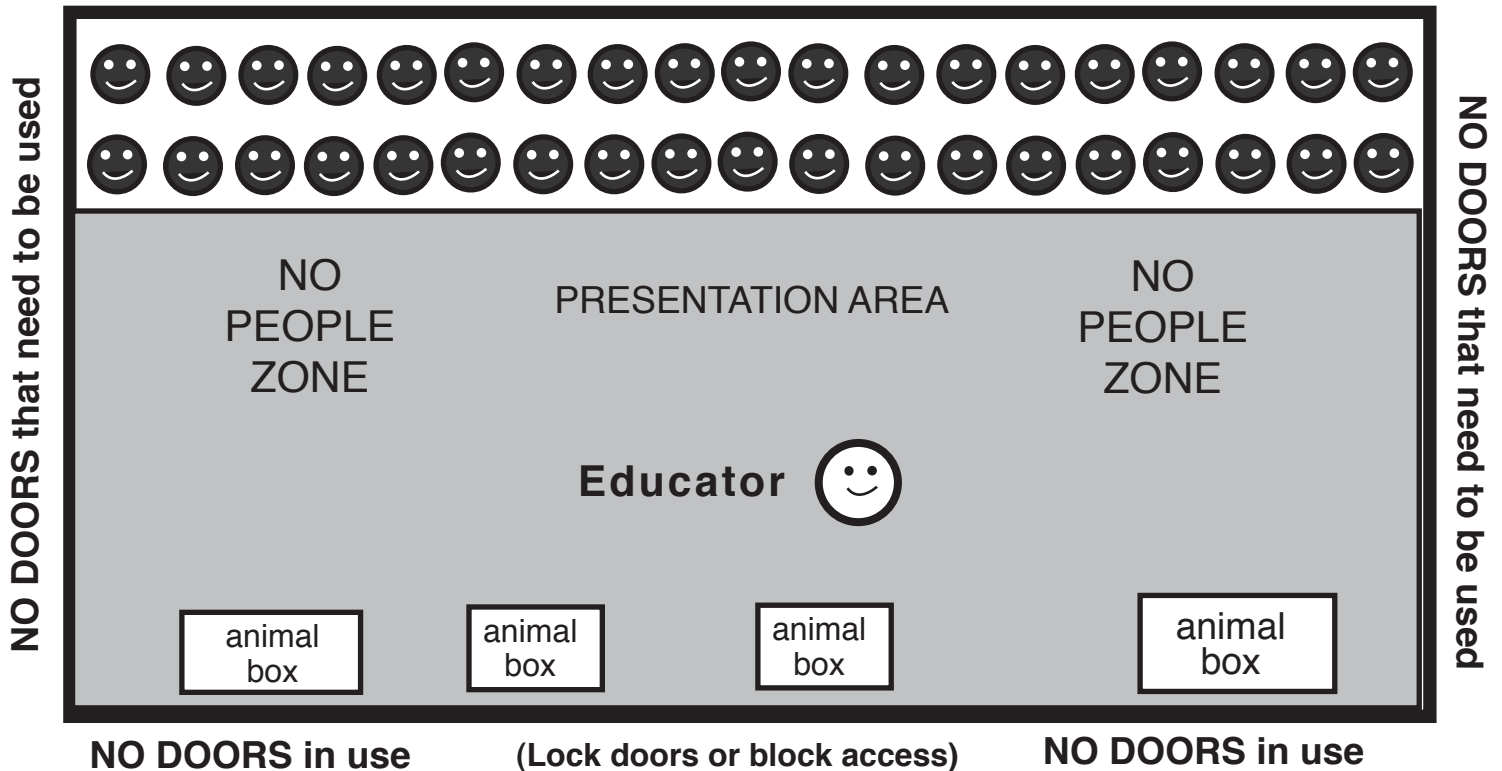 NO DOORS that need to be used
NO DOORS that need to be used
NO
PEOPLE
ZONE
PRESENTATION AREA
NO
PEOPLE
ZONE
Educator
animal
box
animal
box
animal
box
animal
box
NO DOORS in use
(Lock doors or block access)
NO DOORS in use